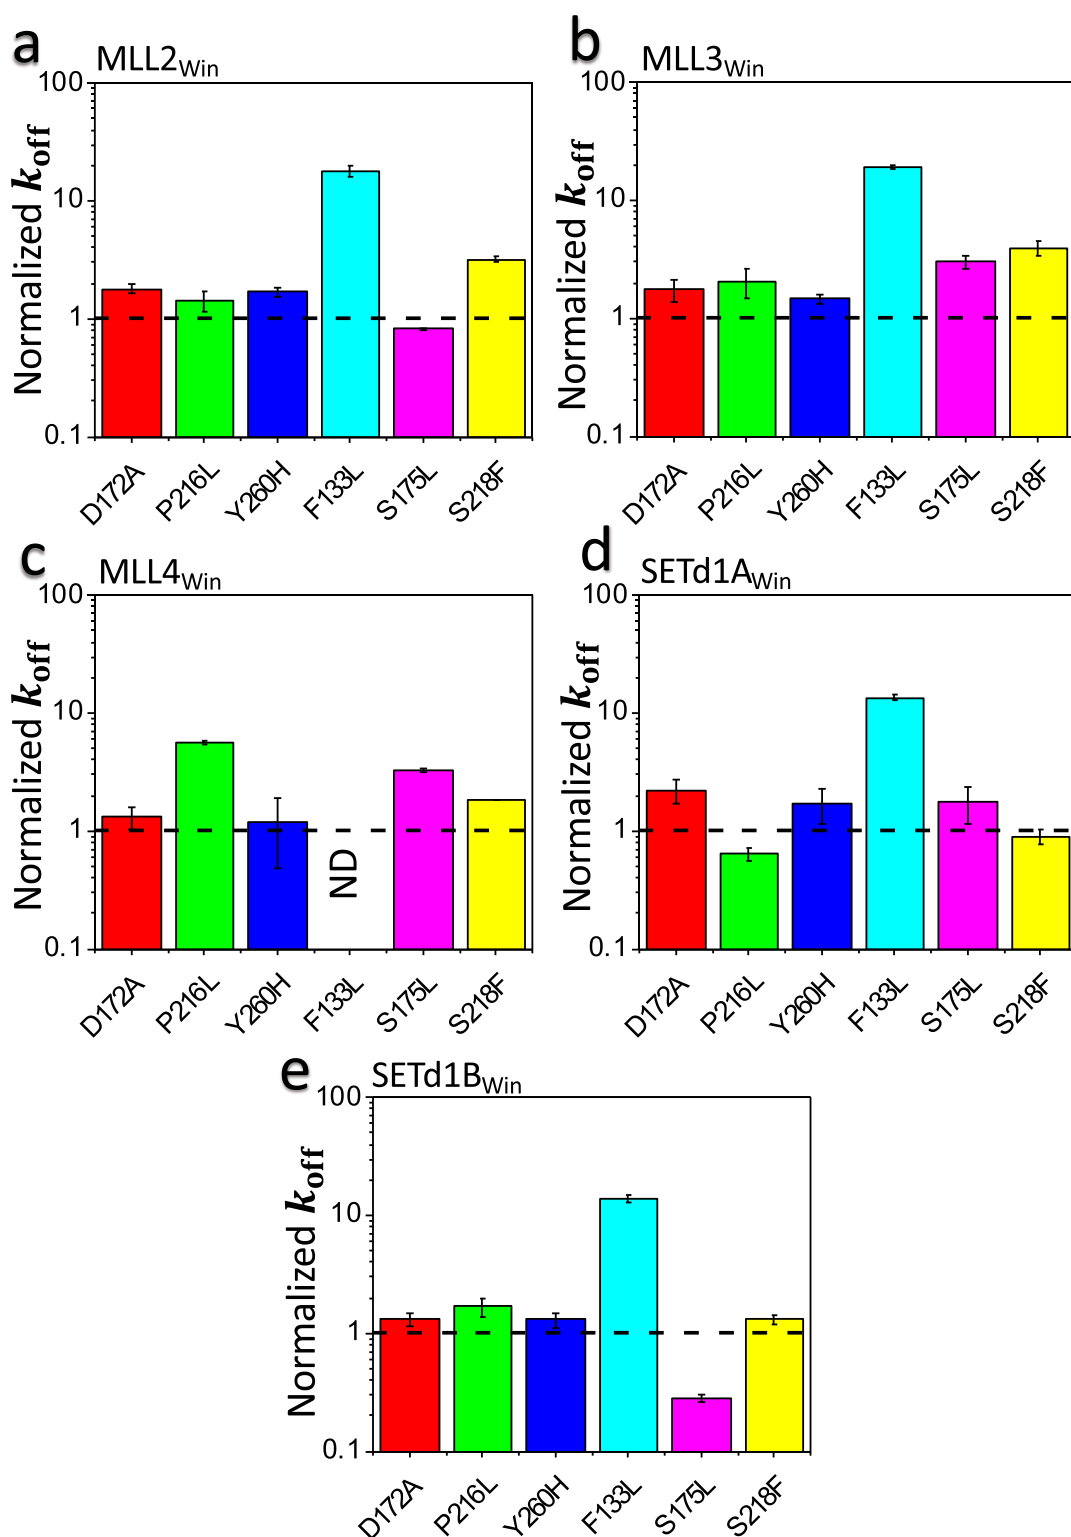 a MLL2Win
100
10
1
0.1
Normalized koff
D172A P216L Y260H F133L S175L S218F
b MLL3Win
100
10
1
0.1
Normalized koff
D172A P216L Y260H F133L S175L S218F
c MLL4Win
100
10
1
0.1
Normalized koff
ND
D172A P216L Y260H F133L S175L S218F
d SETd1AWin
100
10
1
0.1
Normalized koff
D172A P216L Y260H F133L S175L S218F
e SETd1BWin
100
10
1
0.1
Normalized koff
D172A P216L Y260H F133L S175L S218F